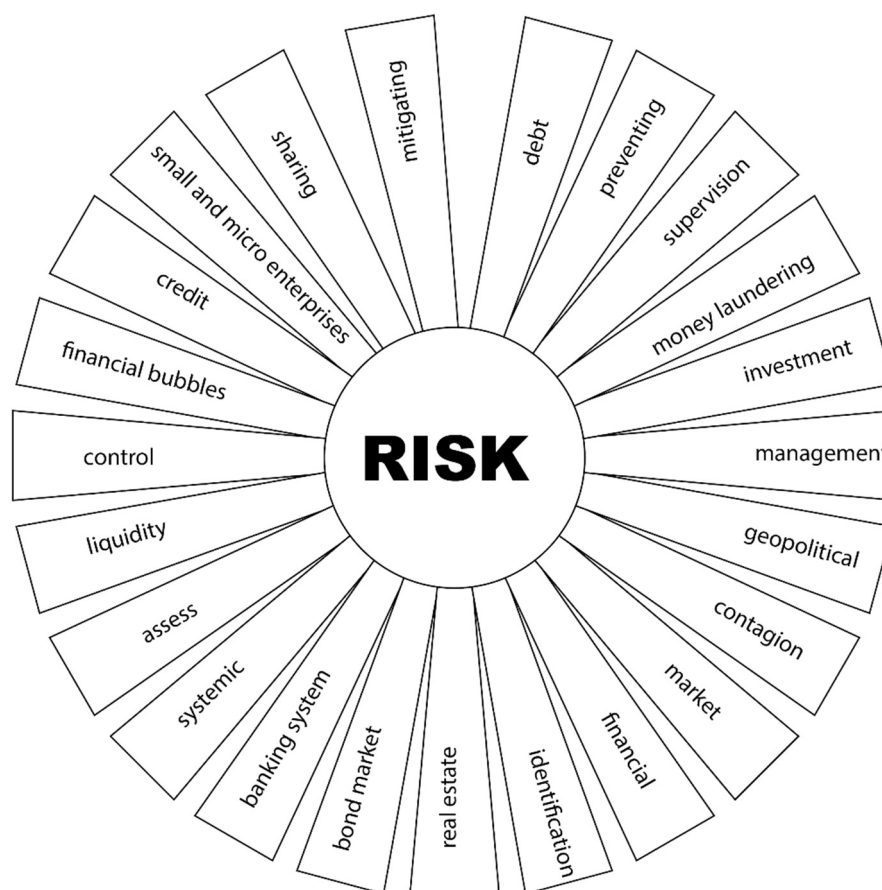 mitigating
debt
preventing
supervision
money laundering
investment
management
geopolitical
contagion
market
financial
identification
real estate
bond market
banking system
systemic
assess
liquidity
control
financial bubbles
credit
small and micro enterprises
sharing
RISK